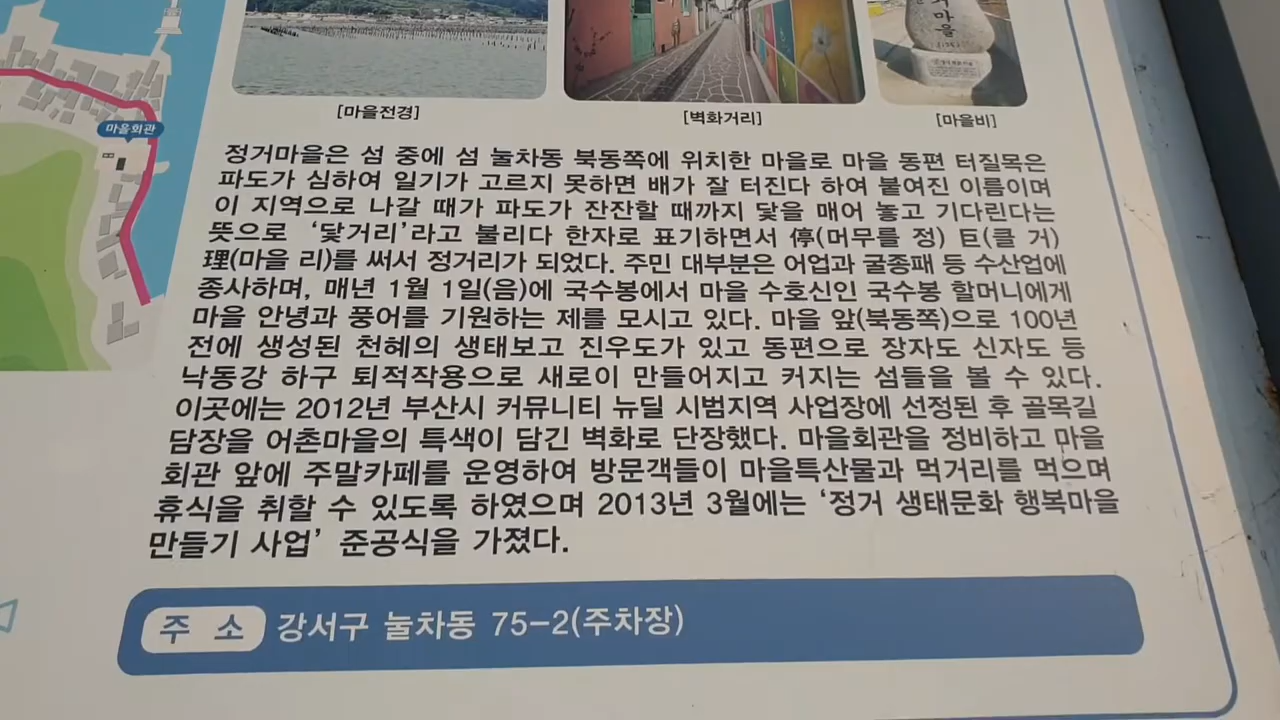 마을회관
거마을
[마을전경]
[벽화거리]
[마을비]
정거마을은 섬 중에 섬 눌차동 북동쪽에 위치한 마을로 마을 동편 터질목은
파도가 심하여 일기가 고르지 못하면 배가 잘 터진다 하여 붙여진 이름이며
이 지역으로 나갈 때가 파도가 잔잔할 때까지 닻을 매어 놓고 기다린다는
뜻으로 ‘닻거리’라고 불리다 한자로 표기하면서 停(머무를 정) 巨(클 거)
理(마을 리)를 써서 정거리가 되었다. 주민 대부분은 어업과 굴종패 등 수산업에
종사하며, 매년 1월 1일(음)에 국수봉에서 마을 수호신인 국수봉 할머니에게
마을 안녕과 풍어를 기원하는 제를 모시고 있다. 마을 앞(북동쪽)으로 100년
전에 생성된 천혜의 생태보고 진우도가 있고 동편으로 장자도 신자도 등
낙동강 하구 퇴적작용으로 새로이 만들어지고 커지는 섬들을 볼 수 있다.
이곳에는 2012년 부산시 커뮤니티 뉴딜 시범지역 사업장에 선정된 후 골목길
담장을 어촌마을의 특색이 담긴 벽화로 단장했다. 마을회관을 정비하고 마을
회관 앞에 주말카페를 운영하여 방문객들이 마을특산물과 먹거리를 먹으며
휴식을 취할 수 있도록 하였으며 2013년 3월에는 ‘정거 생태문화 행복마을
만들기 사업’ 준공식을 가졌다.
주 소 강서구 눌차동 75-2(주차장)